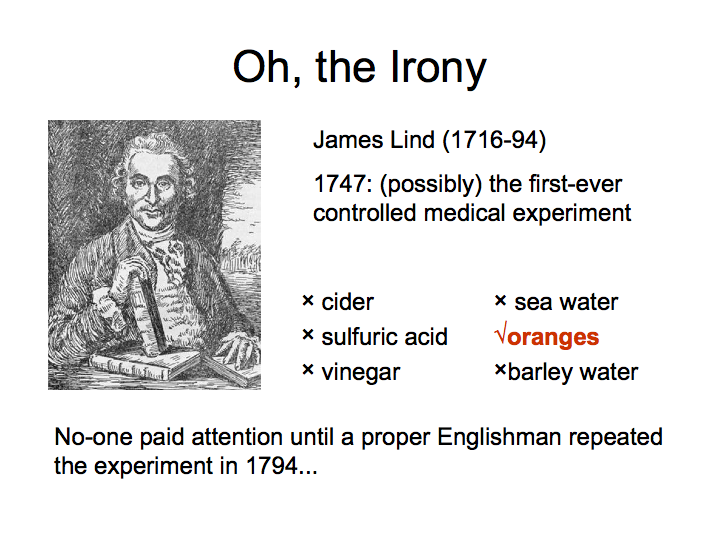 Oh, the Irony
James Lind (1716-94)
1747: (possibly) the first-ever
controlled medical experiment
× cider
× sulfuric acid
× vinegar
× sea water
√oranges
×barley water
No-one paid attention until a proper Englishman repeated
the experiment in 1794...